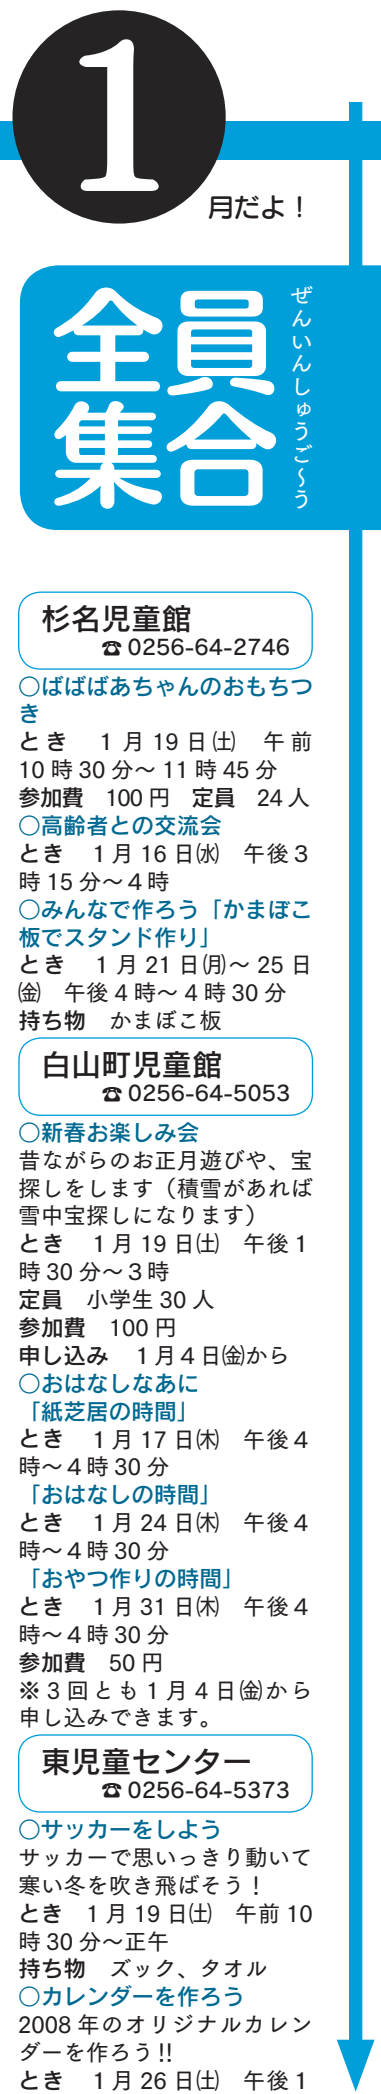 1
月だよ！
全員
集合
ぜんいんしゅうご〜う
杉名児童館
☎ 0256-64-2746
○ばばばあちゃんのおもちつ
き
とき　1月19日㈯　午前
10時30分〜11時45分
参加費　100円　定員　24人
○高齢者との交流会
とき　1月16日㈬　午後3
時15分〜4時
○みんなで作ろう「かまぼこ
板でスタンド作り」
とき　1月21日㈪〜25日
㈮　午後4時〜4時30分
持ち物　かまぼこ板
白山町児童館
☎ 0256-64-5053
○新春お楽しみ会
昔ながらのお正月遊びや、宝
探しをします（積雪があれば
雪中宝探しになります）
とき　1月19日㈯　午後1
時30分〜3時
定員　小学生30人
参加費　100円
申し込み　1月4日㈮から
○おはなしなあに
「紙芝居の時間」
とき　1月17日㈭　午後4
時〜4時30分
「おはなしの時間」
とき　1月24日㈭　午後4
時〜4時30分
「おやつ作りの時間」
とき　1月31日㈭　午後4
時〜4時30分
参加費　50円
※3回とも1月4日㈮から
申し込みできます。
東児童センター
☎ 0256-64-5373
○サッカーをしよう
サッカーで思いっきり動いて
寒い冬を吹き飛ばそう！
とき　1月19日㈯　午前10
時30分〜正午
持ち物　ズック、タオル
○カレンダーを作ろう
2008年のオリジナルカレン
ダーを作ろう!!
とき　1月26日㈯　午後1